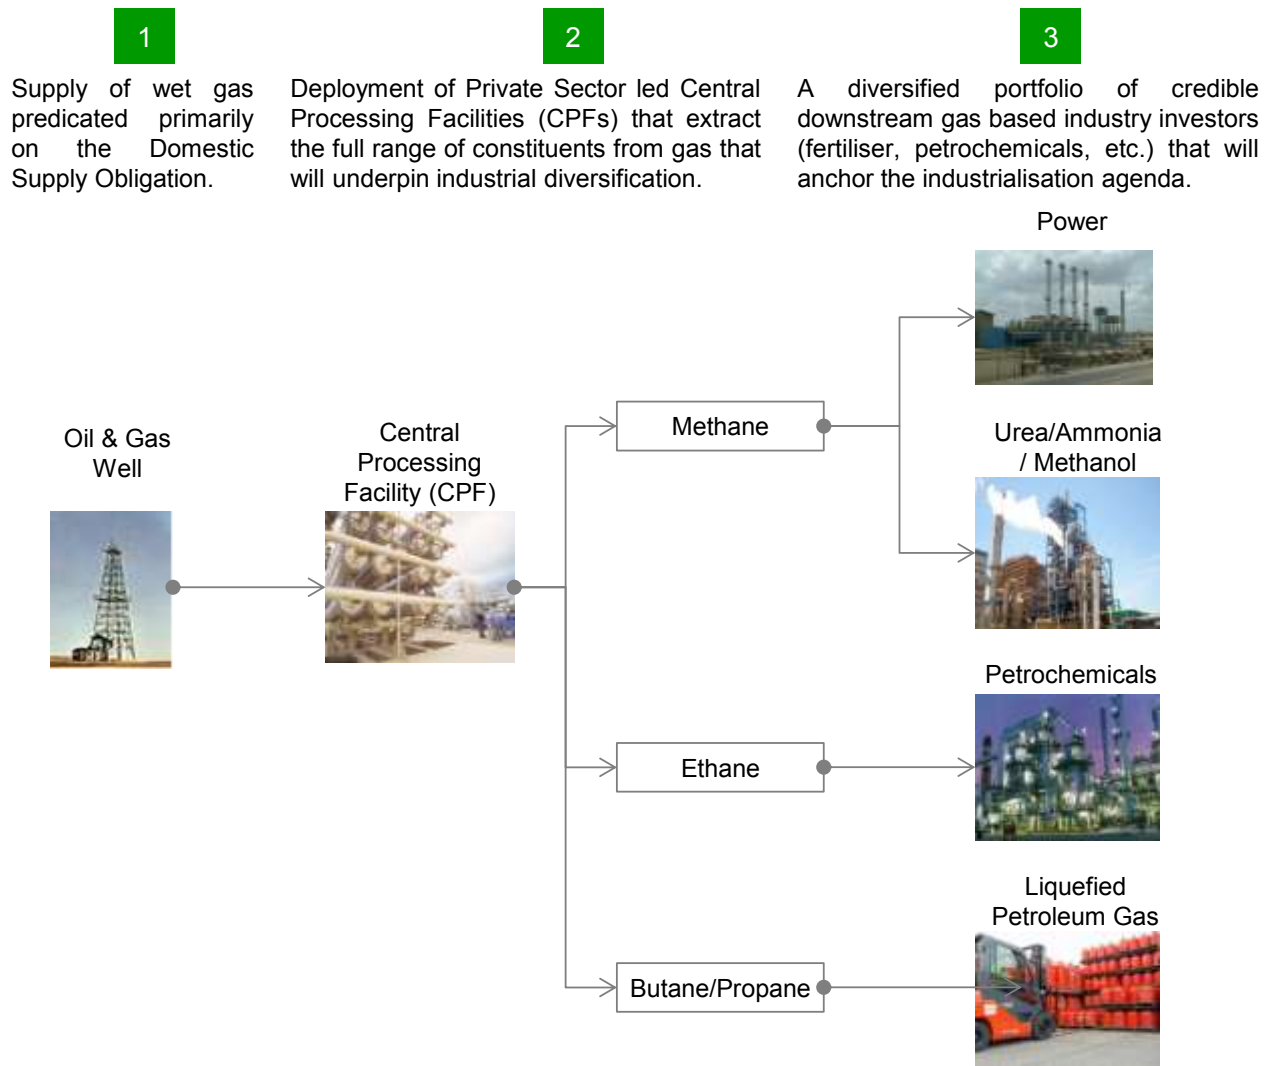 1
Supply of wet gas
predicated primarily
on the Domestic
Supply Obligation.
2
Deployment of Private Sector led Central
Processing Facilities (CPFs) that extract
the full range of constituents from gas that
will underpin industrial diversification.
3
A diversified portfolio of credible
downstream gas based industry investors
(fertiliser, petrochemicals, etc.) that will
anchor the industrialisation agenda.
Oil & Gas
Well
Central
Processing
Facility (CPF)
Methane
Ethane
Butane/Propane
Power
Urea/Ammonia
/ Methanol
Petrochemicals
Liquefied
Petroleum Gas